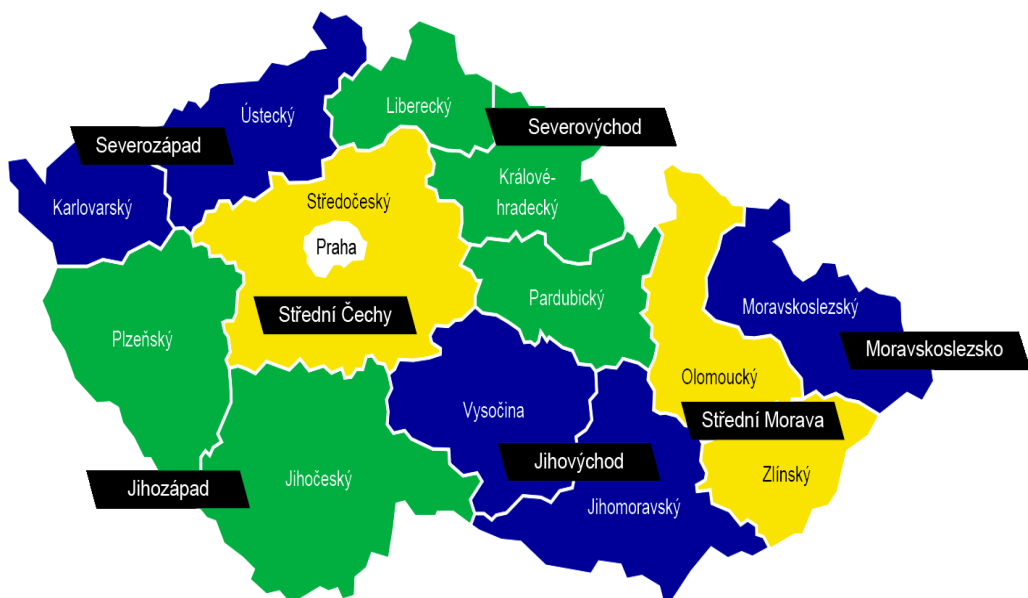 Ústecký
Liberecký
Severovýchod
Severozápad
Králové-
hradecký
Karlovarský
Středočeský
Praha
Pardubický
Moravskoslezský
Střední Čechy
Plzeňský
Moravskoslezsko
Olomoucký
Vysočina
Střední Morava
Jihovýchod
Zlínský
Jihočeský
Jihozápad
Jihomoravský